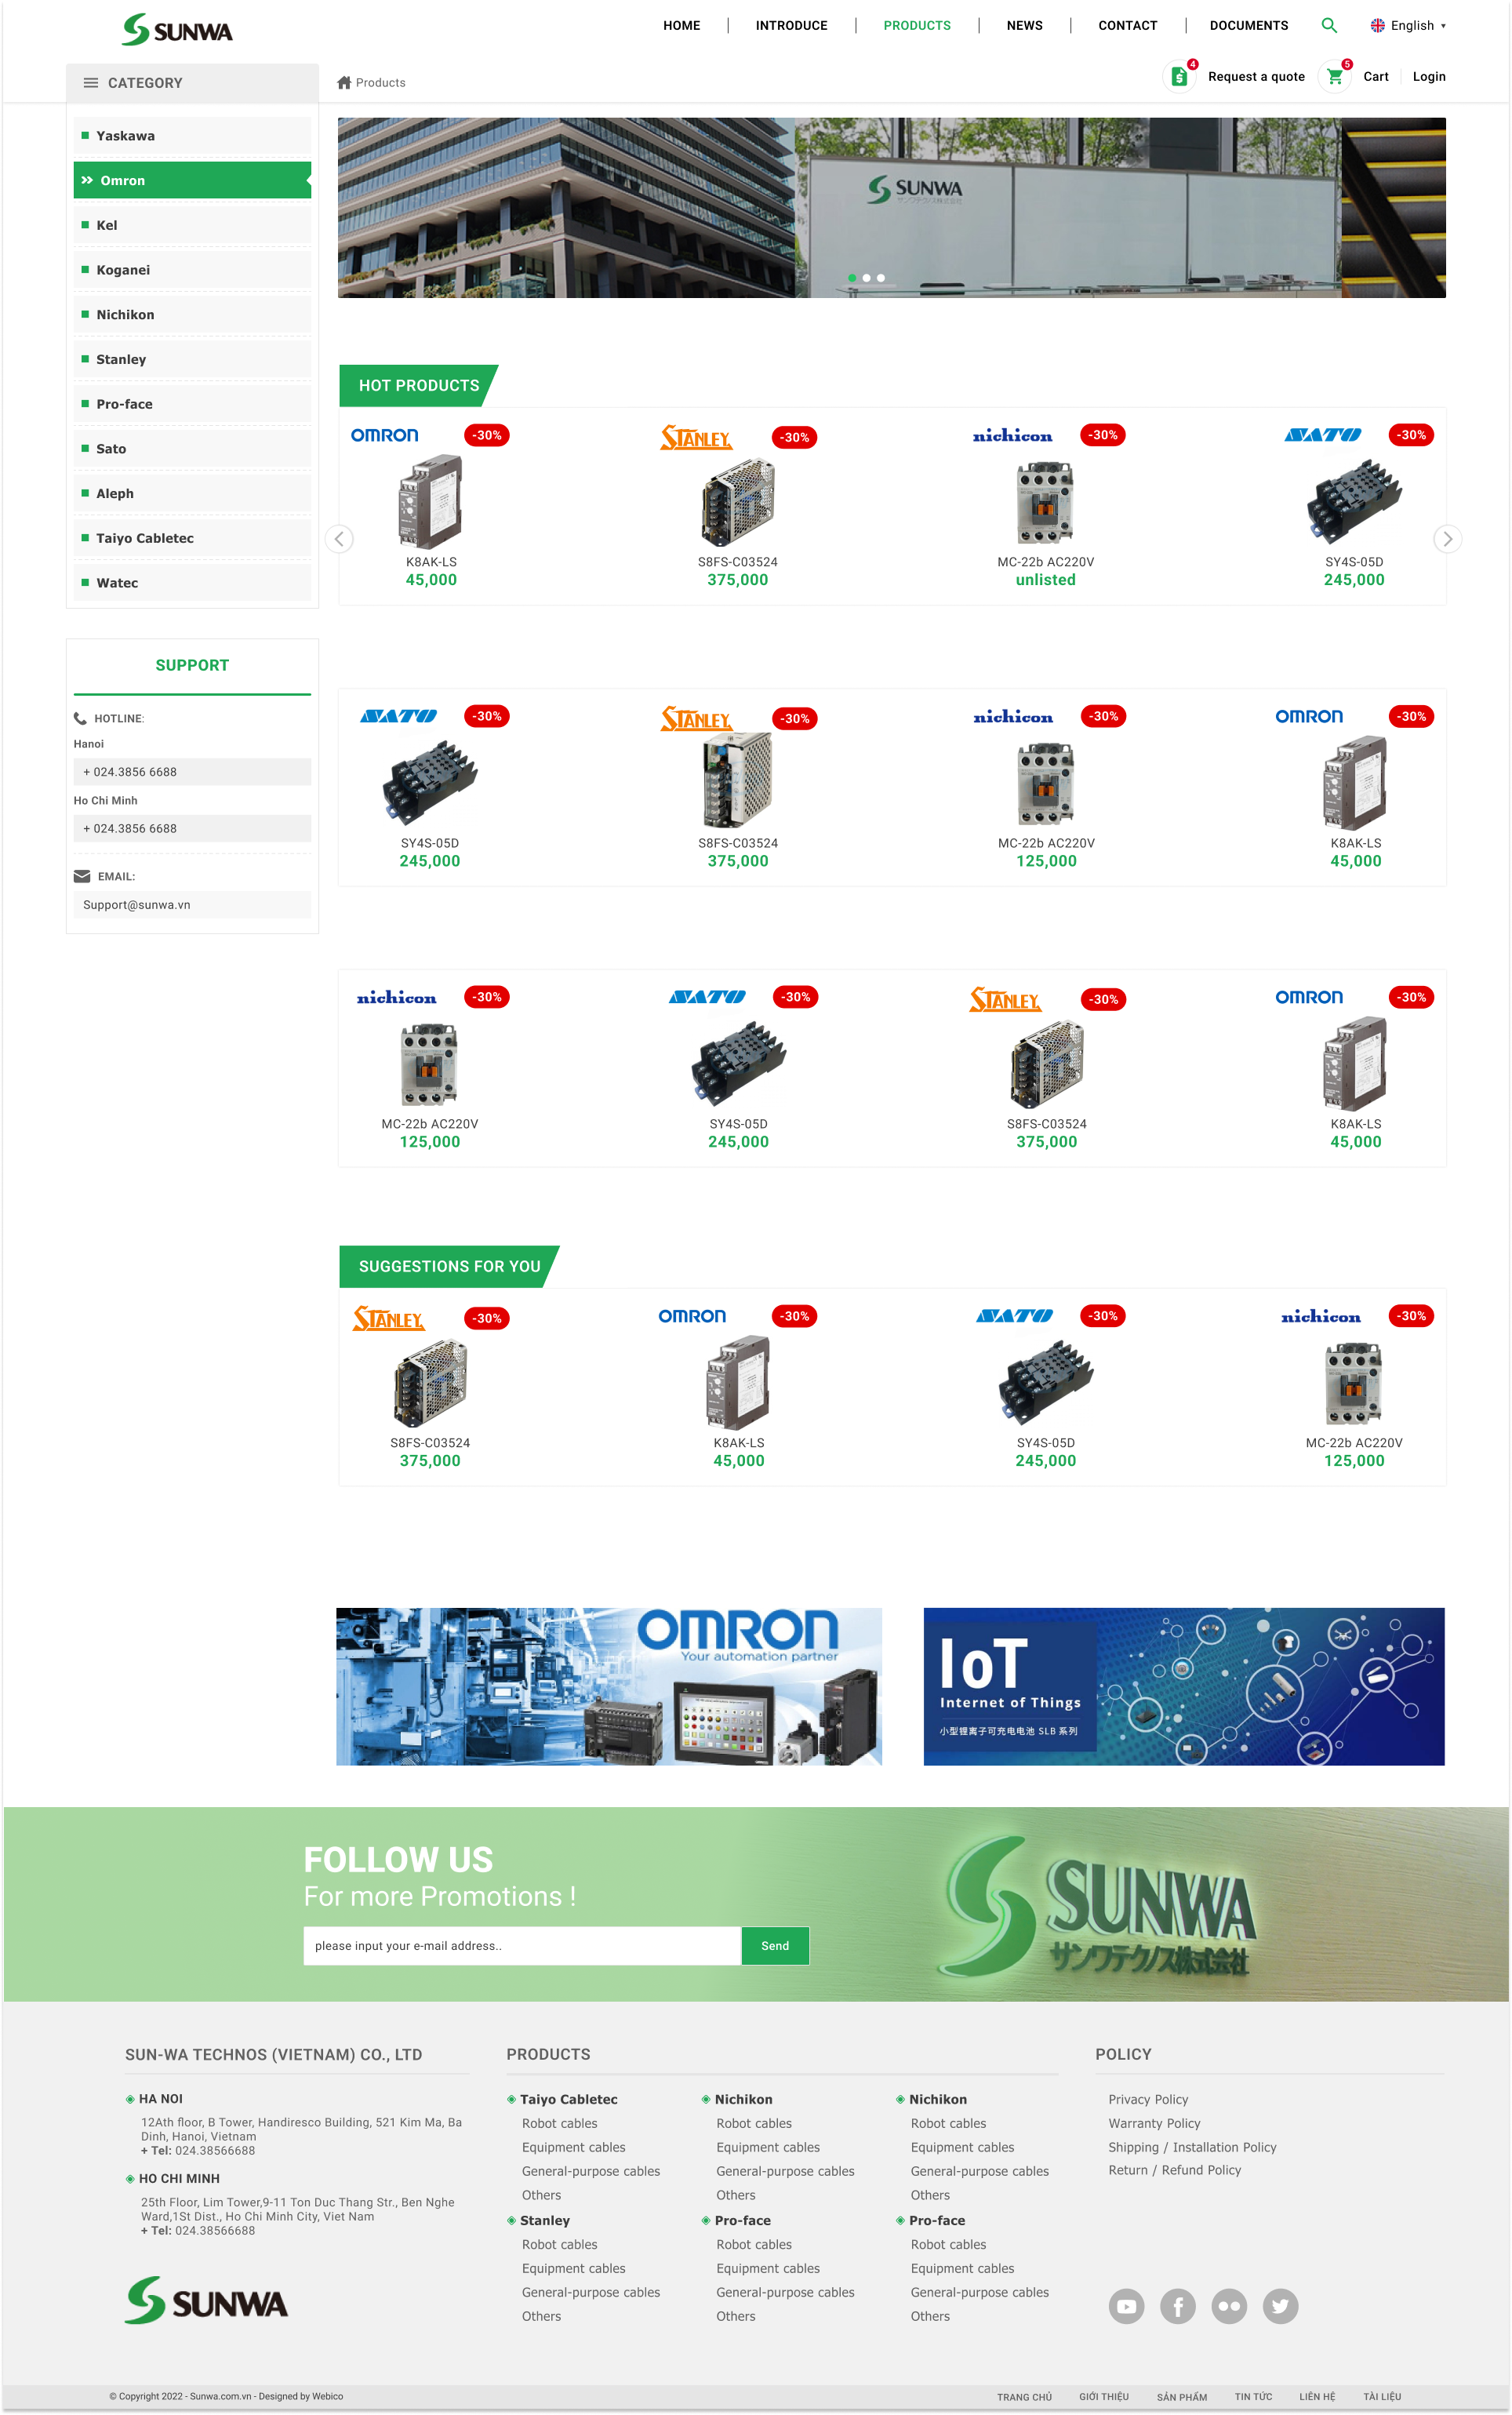 SUNWA
HOME
INTRODUCE
PRODUCTS
NEWS
CONTACT
DOCUMENTS
English
CATEGORY
Products
4
Request a quote
5
Cart
Login
Yaskawa
Omron
Kel
Koganei
Nichikon
Stanley
Pro-face
Sato
Aleph
Taiyo Cabletec
Watec
SUNWA
サンワテクノス株式会社
HOT PRODUCTS
OMRON
-30%
STANLEY
-30%
nichicon
-30%
SATO
-30%
K8AK-LS
45,000
S8FS-C03524
375,000
MC-22b AC220V
unlisted
SY4S-05D
245,000
SUPPORT
HOTLINE:
Hanoi
+ 024.3856 6688
Ho Chi Minh
+ 024.3856 6688
EMAIL:
Support@sunwa.vn
SATO
-30%
STANLEY
-30%
nichicon
-30%
OMRON
-30%
SY4S-05D
245,000
S8FS-C03524
375,000
MC-22b AC220V
125,000
K8AK-LS
45,000
nichicon
-30%
SATO
-30%
STANLEY
-30%
OMRON
-30%
MC-22b AC220V
125,000
SY4S-05D
245,000
S8FS-C03524
375,000
K8AK-LS
45,000
SUGGESTIONS FOR YOU
STANLEY
-30%
OMRON
-30%
SATO
-30%
nichicon
-30%
S8FS-C03524
375,000
K8AK-LS
45,000
SY4S-05D
245,000
MC-22b AC220V
125,000
OMRON
Your automation partner
IoT
Internet of Things
小型锂离子可充电电池 SLB 系列
FOLLOW US
For more Promotions !
please input your e-mail address..
Send
SUNWA
サンワテクノス株式会社
SUN-WA TECHNOS (VIETNAM) CO., LTD
HA NOI
12Ath floor, B Tower, Handiresco Building, 521 Kim Ma, Ba
Dinh, Hanoi, Vietnam
+ Tel: 024.38566688
HO CHI MINH
25th Floor, Lim Tower,9-11 Ton Duc Thang Str., Ben Nghe
Ward,1St Dist., Ho Chi Minh City, Viet Nam
+ Tel: 024.38566688
SUNWA
PRODUCTS
Taiyo Cabletec
Robot cables
Equipment cables
General-purpose cables
Others
Stanley
Robot cables
Equipment cables
General-purpose cables
Others
Nichikon
Robot cables
Equipment cables
General-purpose cables
Others
Pro-face
Robot cables
Equipment cables
General-purpose cables
Others
Nichikon
Robot cables
Equipment cables
General-purpose cables
Others
Pro-face
Robot cables
Equipment cables
General-purpose cables
Others
POLICY
Privacy Policy
Warranty Policy
Shipping / Installation Policy
Return / Refund Policy
© Copyright 2022 - Sunwa.com.vn - Designed by Webico
TRANG CHỦ
GIỚI THIỆU
SẢN PHẨM
TIN TỨC
LIÊN HỆ
TÀI LIỆU